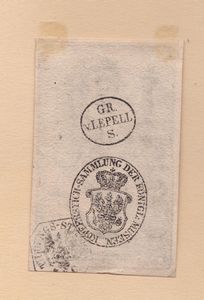 GR.
v. LEPELL
S.
KUPFERSTICH-SAMMLUNG DER KÖNIGL. MUSEEN.